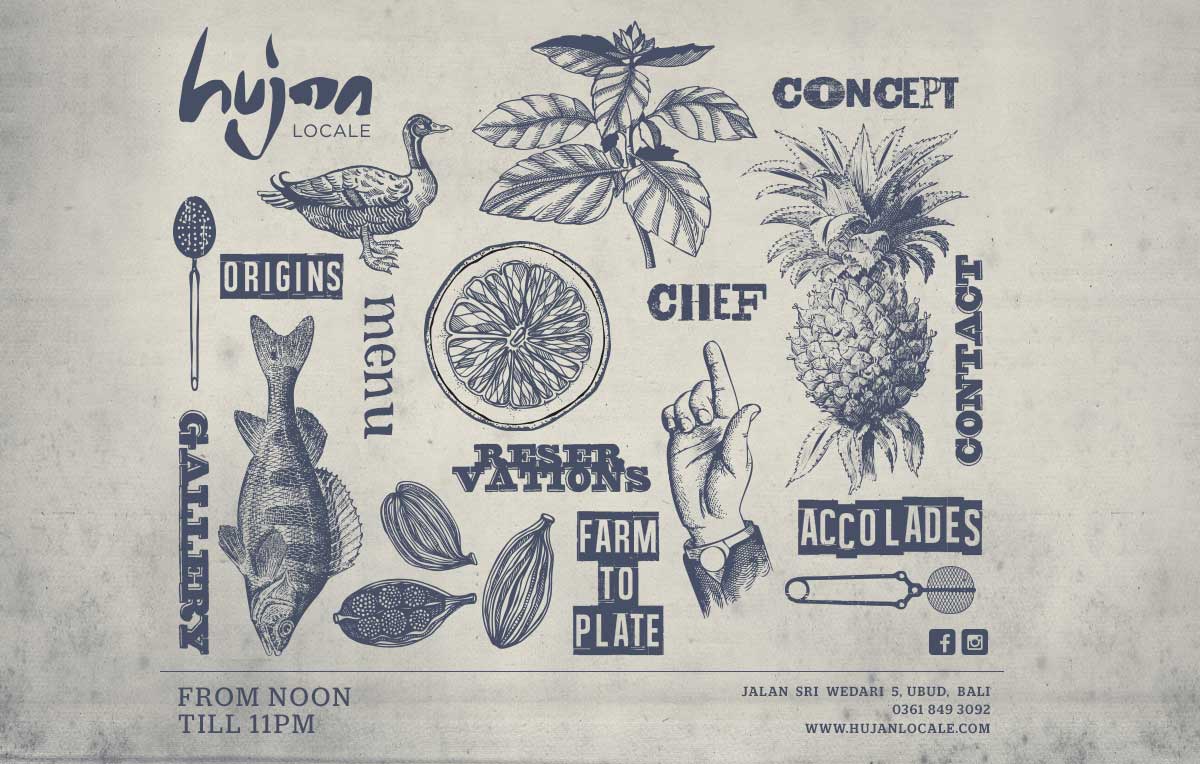 hujan
LOCALE
CONCEPT
ORIGINS
menu
CHEF
CONTACT
GALLERY
RESER
VATIONS
FARM
TO
PLATE
ACCOLADES
f
FROM NOON
TILL 11PM
JALAN SRI WEDARI 5, UBUD, BALI
0361 849 3092
WWW.HUJANLOCALE.COM